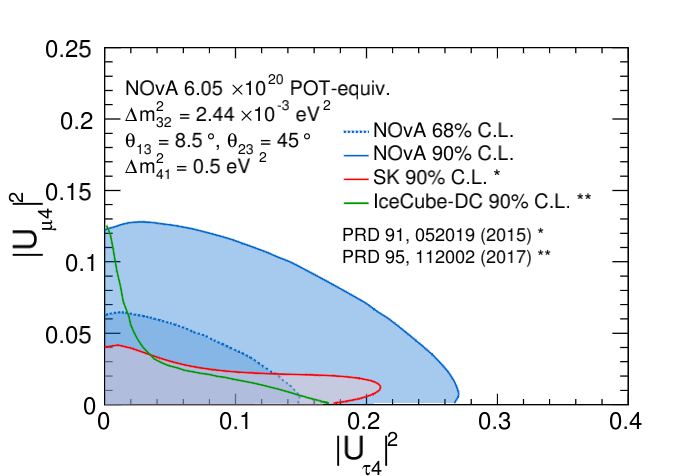 0.25
0.2
0.15
0.1
0.05
0
|U_μ4|^2
NOvA 6.05 ×10^20 POT-equiv.
Δm^2_32 = 2.44 ×10^-3 eV^2
θ_13 = 8.5°, θ_23 = 45°
Δm^2_41 = 0.5 eV^2
NOvA 68% C.L.
NOvA 90% C.L.
SK 90% C.L. *
IceCube-DC 90% C.L. **
PRD 91, 052019 (2015) *
PRD 95, 112002 (2017) **
0 0.1 0.2 0.3 0.4
|U_τ4|^2